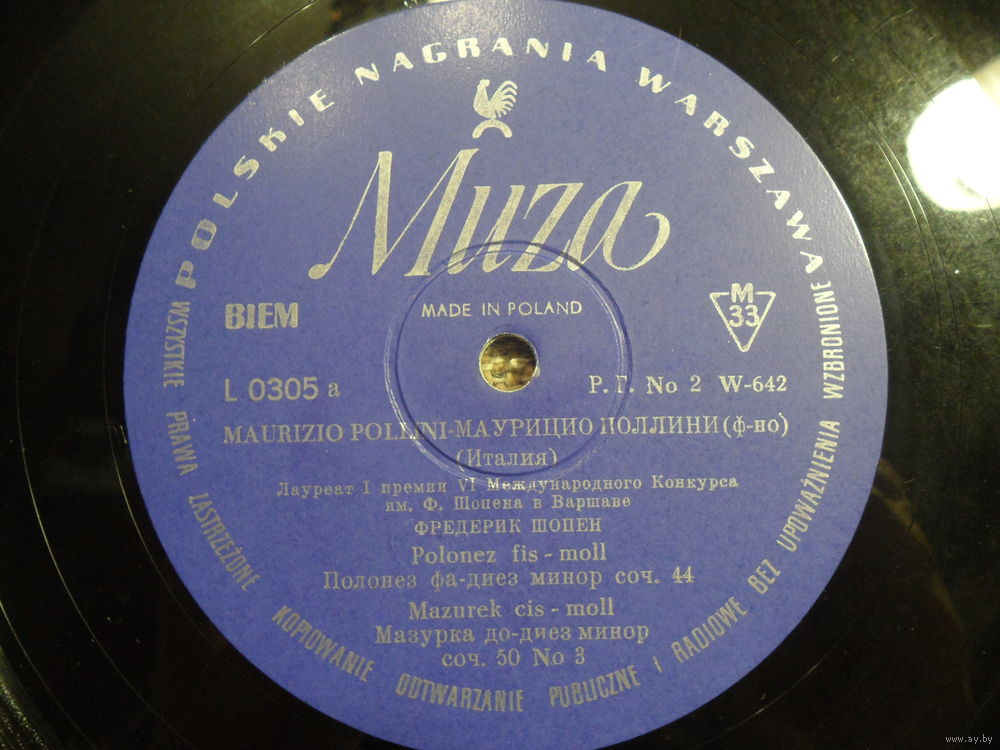 POLSKIE NAGRANIA WARSZAWA
Muza
MADE IN POLAND
BIEM
M
33
L 0305 a
Р. Г. No 2 W-642
MAURIZIO POLLINI-МАУРИЦИО ПОЛЛИНИ (ф-но)
(Италия)
Лауреат I премии VI Международного Конкурса
им. Ф. Шопена в Варшаве
ФРЕДЕРИК ШОПЕН
Polonez fis - moll
Полонез фа-диез минор соч. 44
Mazurek cis - moll
Мазурка до-диез минор
соч. 50 No 3
WSZYSTKIE PRAWA ZASTRZEŻONE KOPIOWANIE ODTWARZANIE PUBLICZNE I RADIOWE BEZ UPOWAŻNIENIA WZBRONIONE
www.ay.by